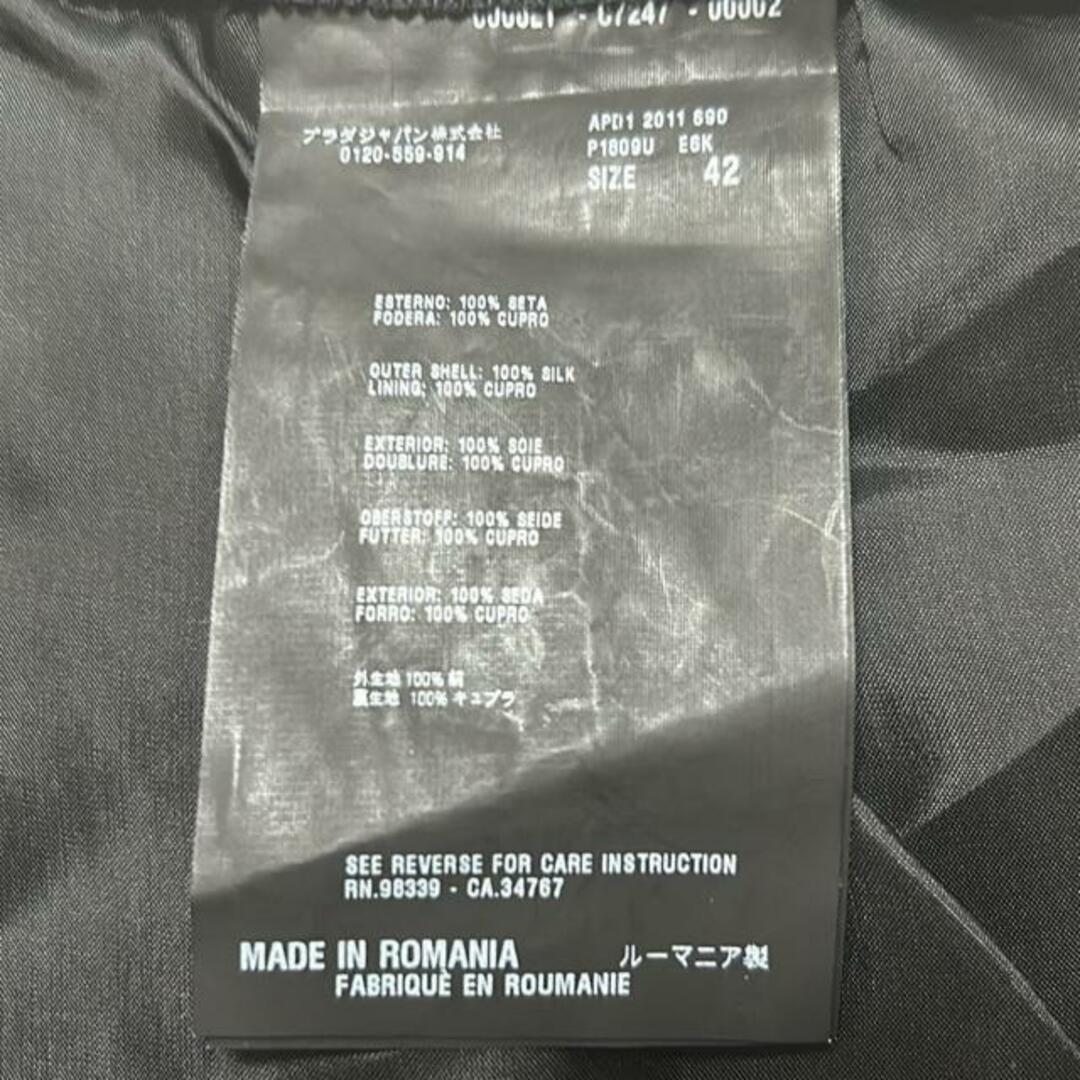 - 07247 - 00002
プラダジャパン株式会社
0120-559-914
APD1 2011 690
P1809U E6K
SIZE 42
ESTERNO: 100% SETA
FODERA: 100% CUPRO
OUTER SHELL: 100% SILK
LINING: 100% CUPRO
EXTERIOR: 100% SOIE
DOUBLURE: 100% CUPRO
OBERSTOFF: 100% SEIDE
FUTTER: 100% CUPRO
EXTERIOR: 100% SEDA
FORRO: 100% CUPRO
外生地 100% 絹
裏生地 100% キュプラ
SEE REVERSE FOR CARE INSTRUCTION
RN.98339 - CA.34767
MADE IN ROMANIA ルーマニア製
FABRIQUÈ EN ROUMANIE